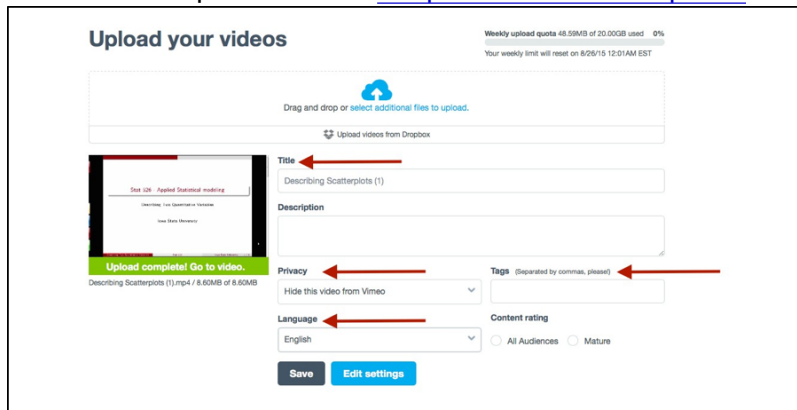 Upload your videos
Weekly upload quota 48.59MB of 20.00GB used 0%
Your weekly limit will reset on 8/26/15 12:01AM EST
Drag and drop or select additional files to upload.
Upload videos from Dropbox
Title
Describing Scatterplots (1)
Stat 526 : Applied Statistical modeling
Describing Two Quantitative Variables
Iowa State University
Description
Upload complete! Go to video.
Describing Scatterplots (1).mp4 / 8.60MB of 8.60MB
Privacy
Tags (Separated by commas, please!)
Hide this video from Vimeo
Language
Content rating
English
All Audiences
Mature
Save
Edit settings